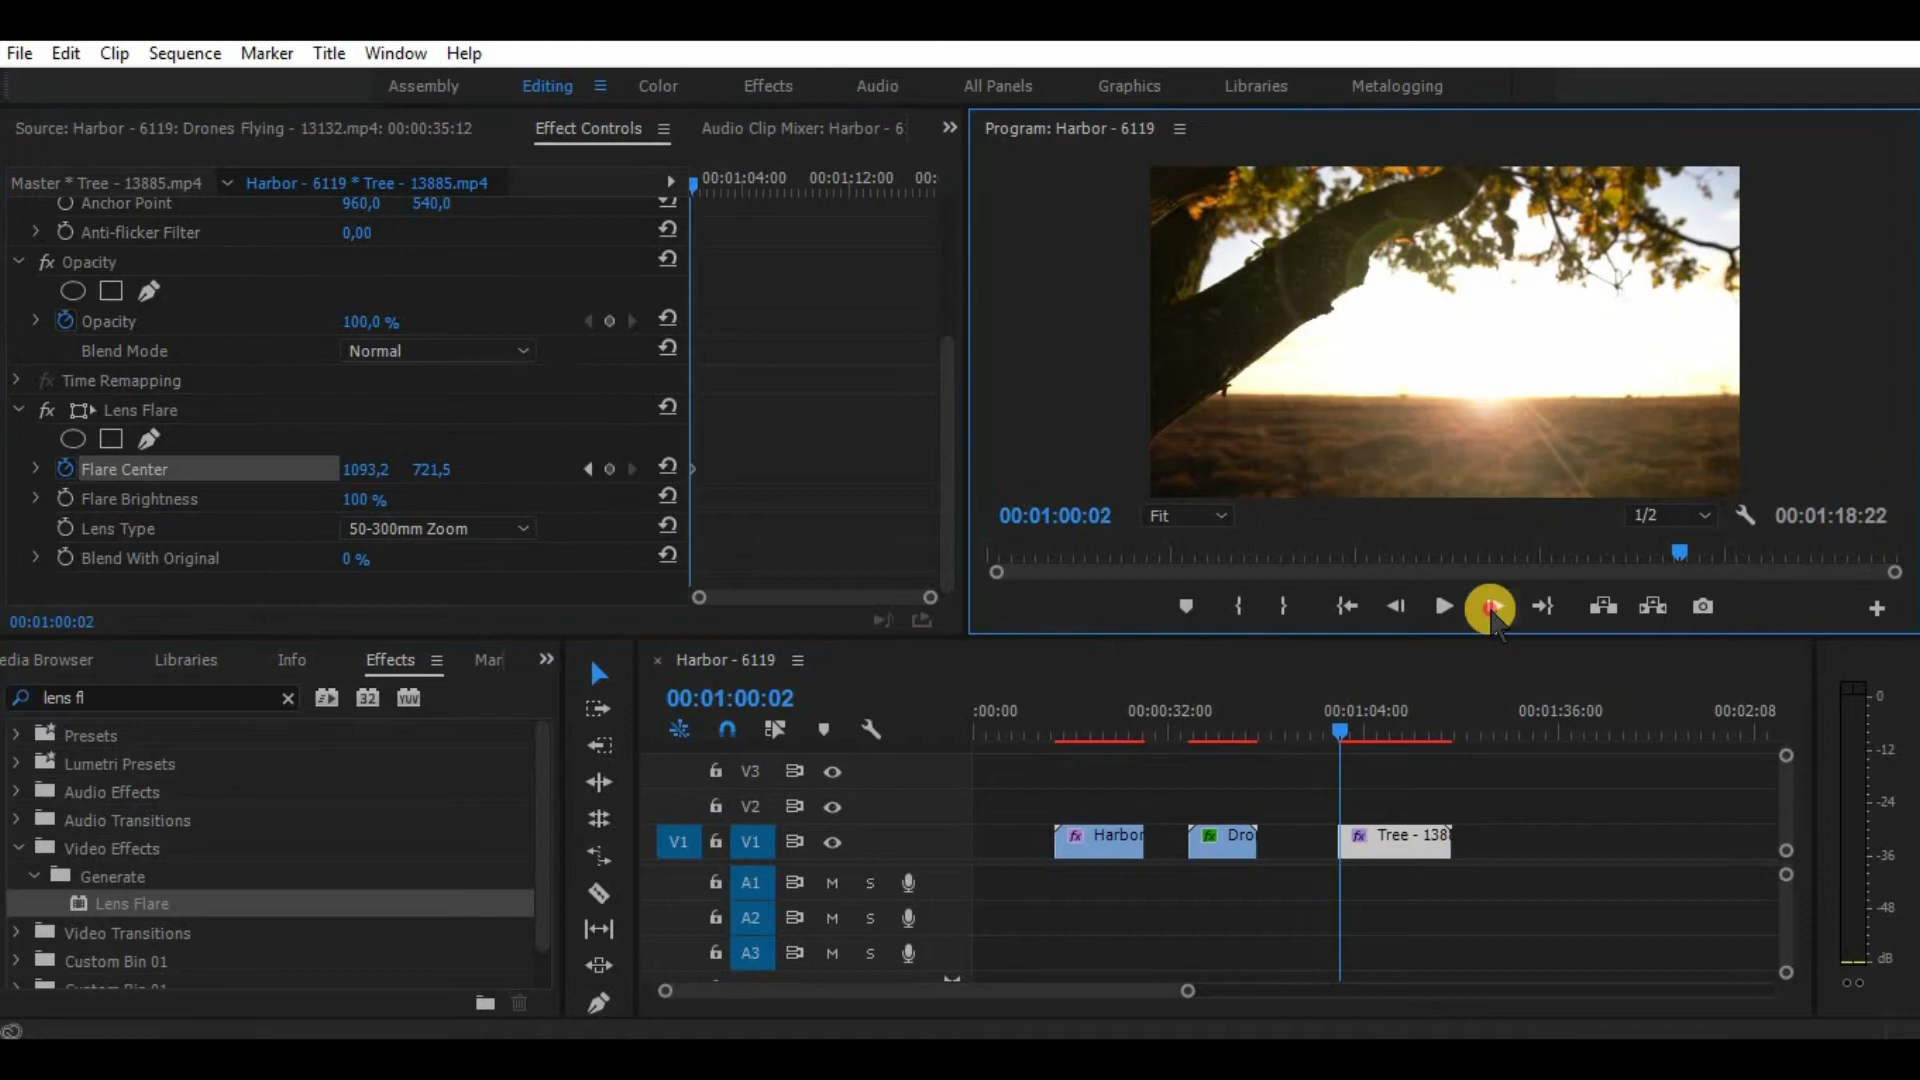 File Edit Clip Sequence Marker Title Window Help
Assembly Editing Color Effects Audio All Panels Graphics Libraries Metalogging
Source: Harbor - 6119: Drones Flying - 13132.mp4: 00:00:35:12 Effect Controls Audio Clip Mixer: Harbor - 6
Program: Harbor - 6119
Master * Tree - 13885.mp4 Harbor - 6119 * Tree - 13885.mp4
00:01:04:00 00:01:12:00 00:
Anchor Point 960,0 540,0
Anti-flicker Filter 0,00
fx Opacity
Opacity 100,0 %
Blend Mode Normal
fx Time Remapping
fx Lens Flare
Flare Center 1093,2 721,5
Flare Brightness 100 %
Lens Type 50-300mm Zoom
Blend With Original 0 %
00:01:00:02
00:01:00:02 Fit 1/2 00:01:18:22
edia Browser Libraries Info Effects Mar
lens fl 32 YUV
Presets
Lumetri Presets
Audio Effects
Audio Transitions
Video Effects
Generate
Lens Flare
Video Transitions
Custom Bin 01
Custom Bin 01
× Harbor - 6119
00:01:00:02
:00:00 00:00:32:00 00:01:04:00 00:01:36:00 00:02:08
V3
V2
V1 V1 fx Harbor fx Dro fx Tree - 138
A1 M S
A2 M S
A3 M S
0
-12
-24
-36
-48
dB